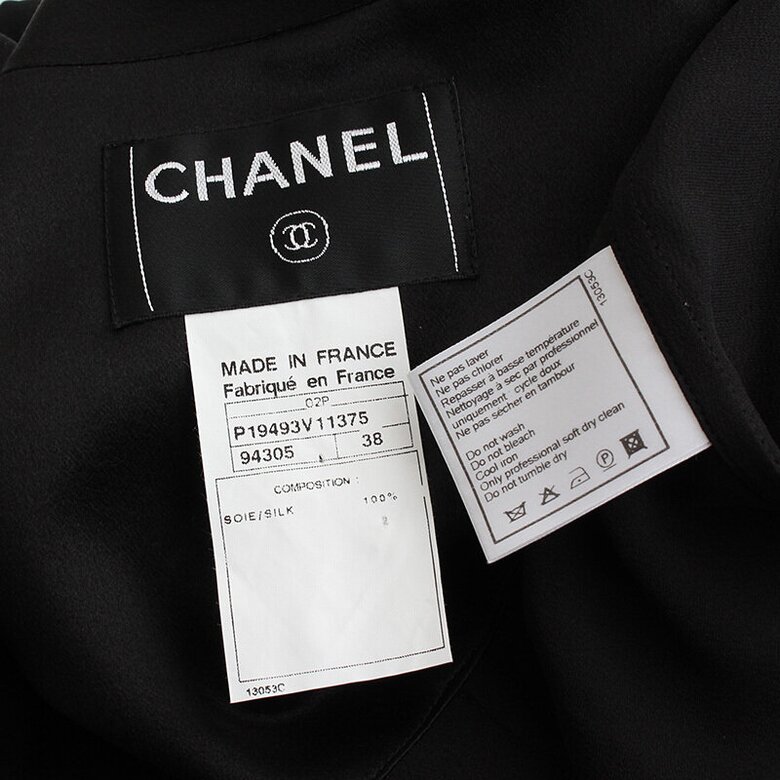 CHANEL
MADE IN FRANCE
Fabriqué en France
02P
P19493V11375
94305 38
COMPOSITION :
SOIE/SILK 100%
13053C
13053C
Ne pas laver
Ne pas chlorer
Repasser à basse température
Nettoyage à sec par professionnel
uniquement cycle doux
Ne pas sécher en tambour
Do not wash
Do not bleach
Cool iron
Only professional soft dry clean
Do not tumble dry
P